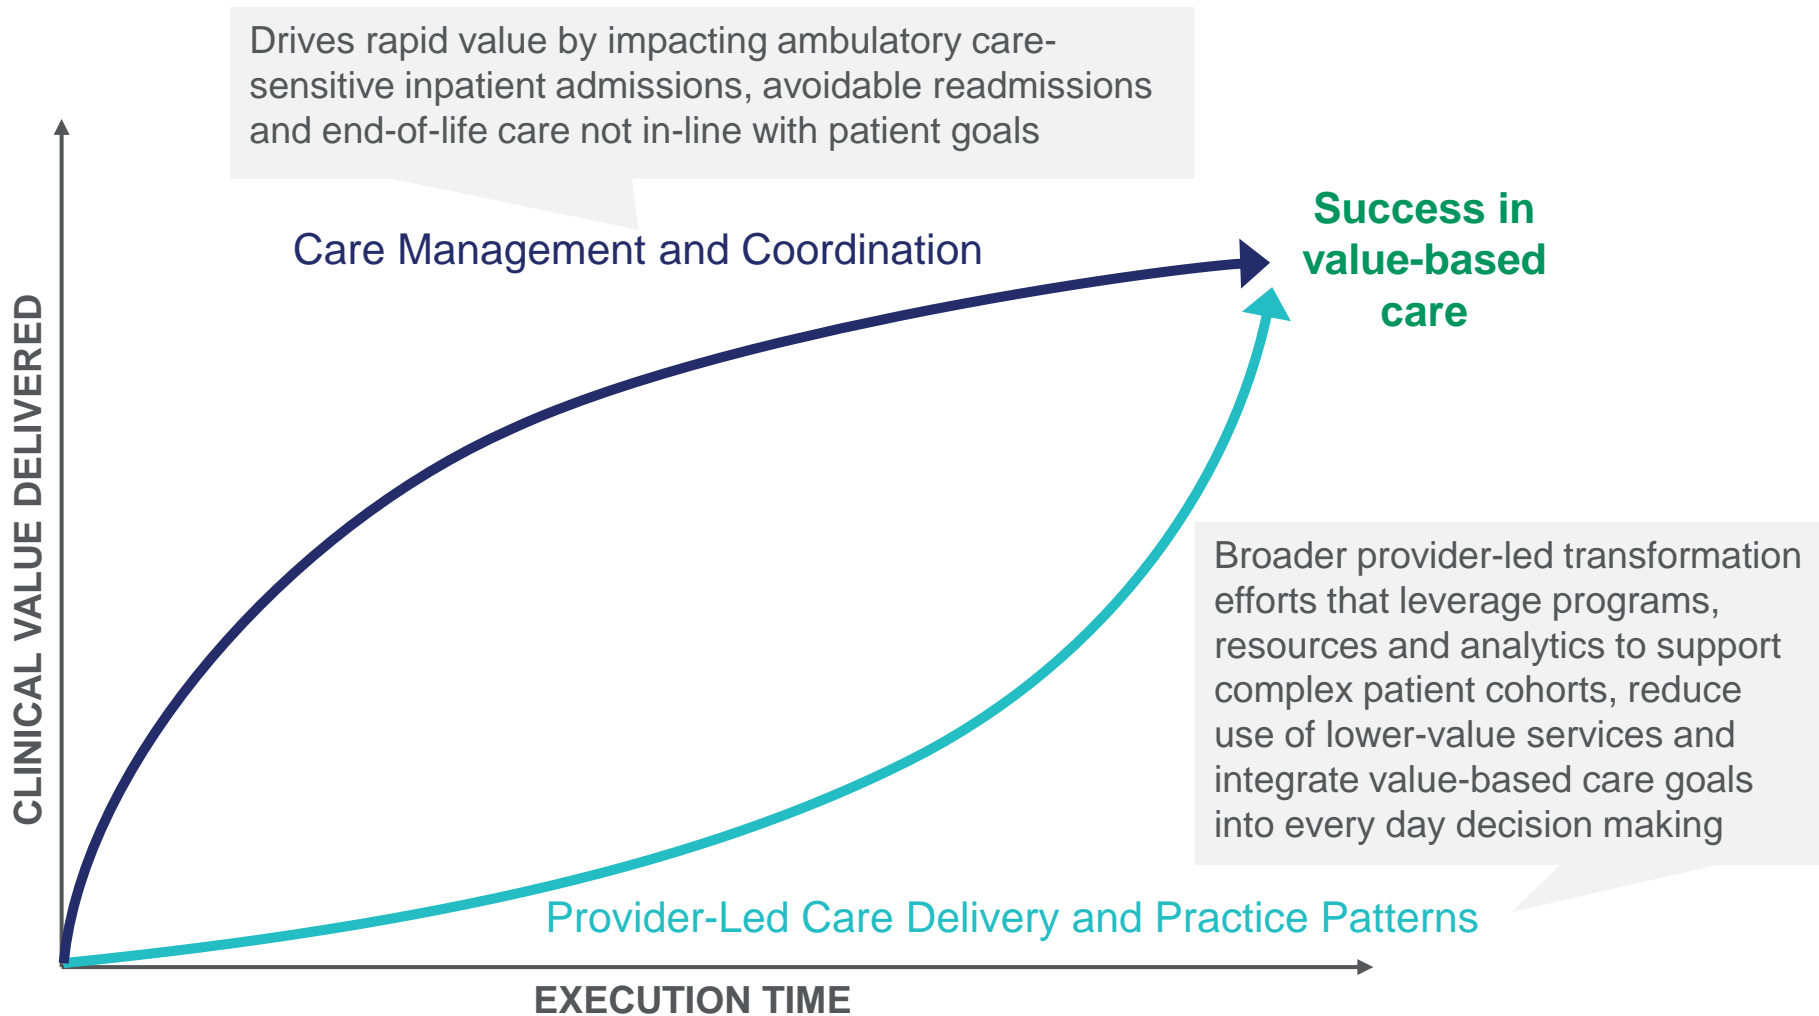 Drives rapid value by impacting ambulatory care-
sensitive inpatient admissions, avoidable readmissions
and end-of-life care not in-line with patient goals
Care Management and Coordination
Success in
value-based
care
CLINICAL VALUE DELIVERED
Broader provider-led transformation
efforts that leverage programs,
resources and analytics to support
complex patient cohorts, reduce
use of lower-value services and
integrate value-based care goals
into every day decision making
Provider-Led Care Delivery and Practice Patterns
EXECUTION TIME